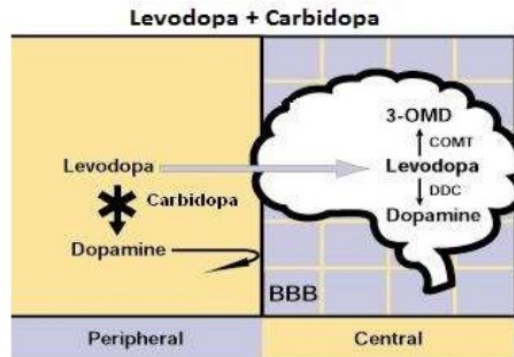 Levodopa + Carbidopa
3-OMD
COMT
Levodopa
Levodopa
DDC
Carbidopa
Dopamine
Dopamine
BBB
Peripheral
Central